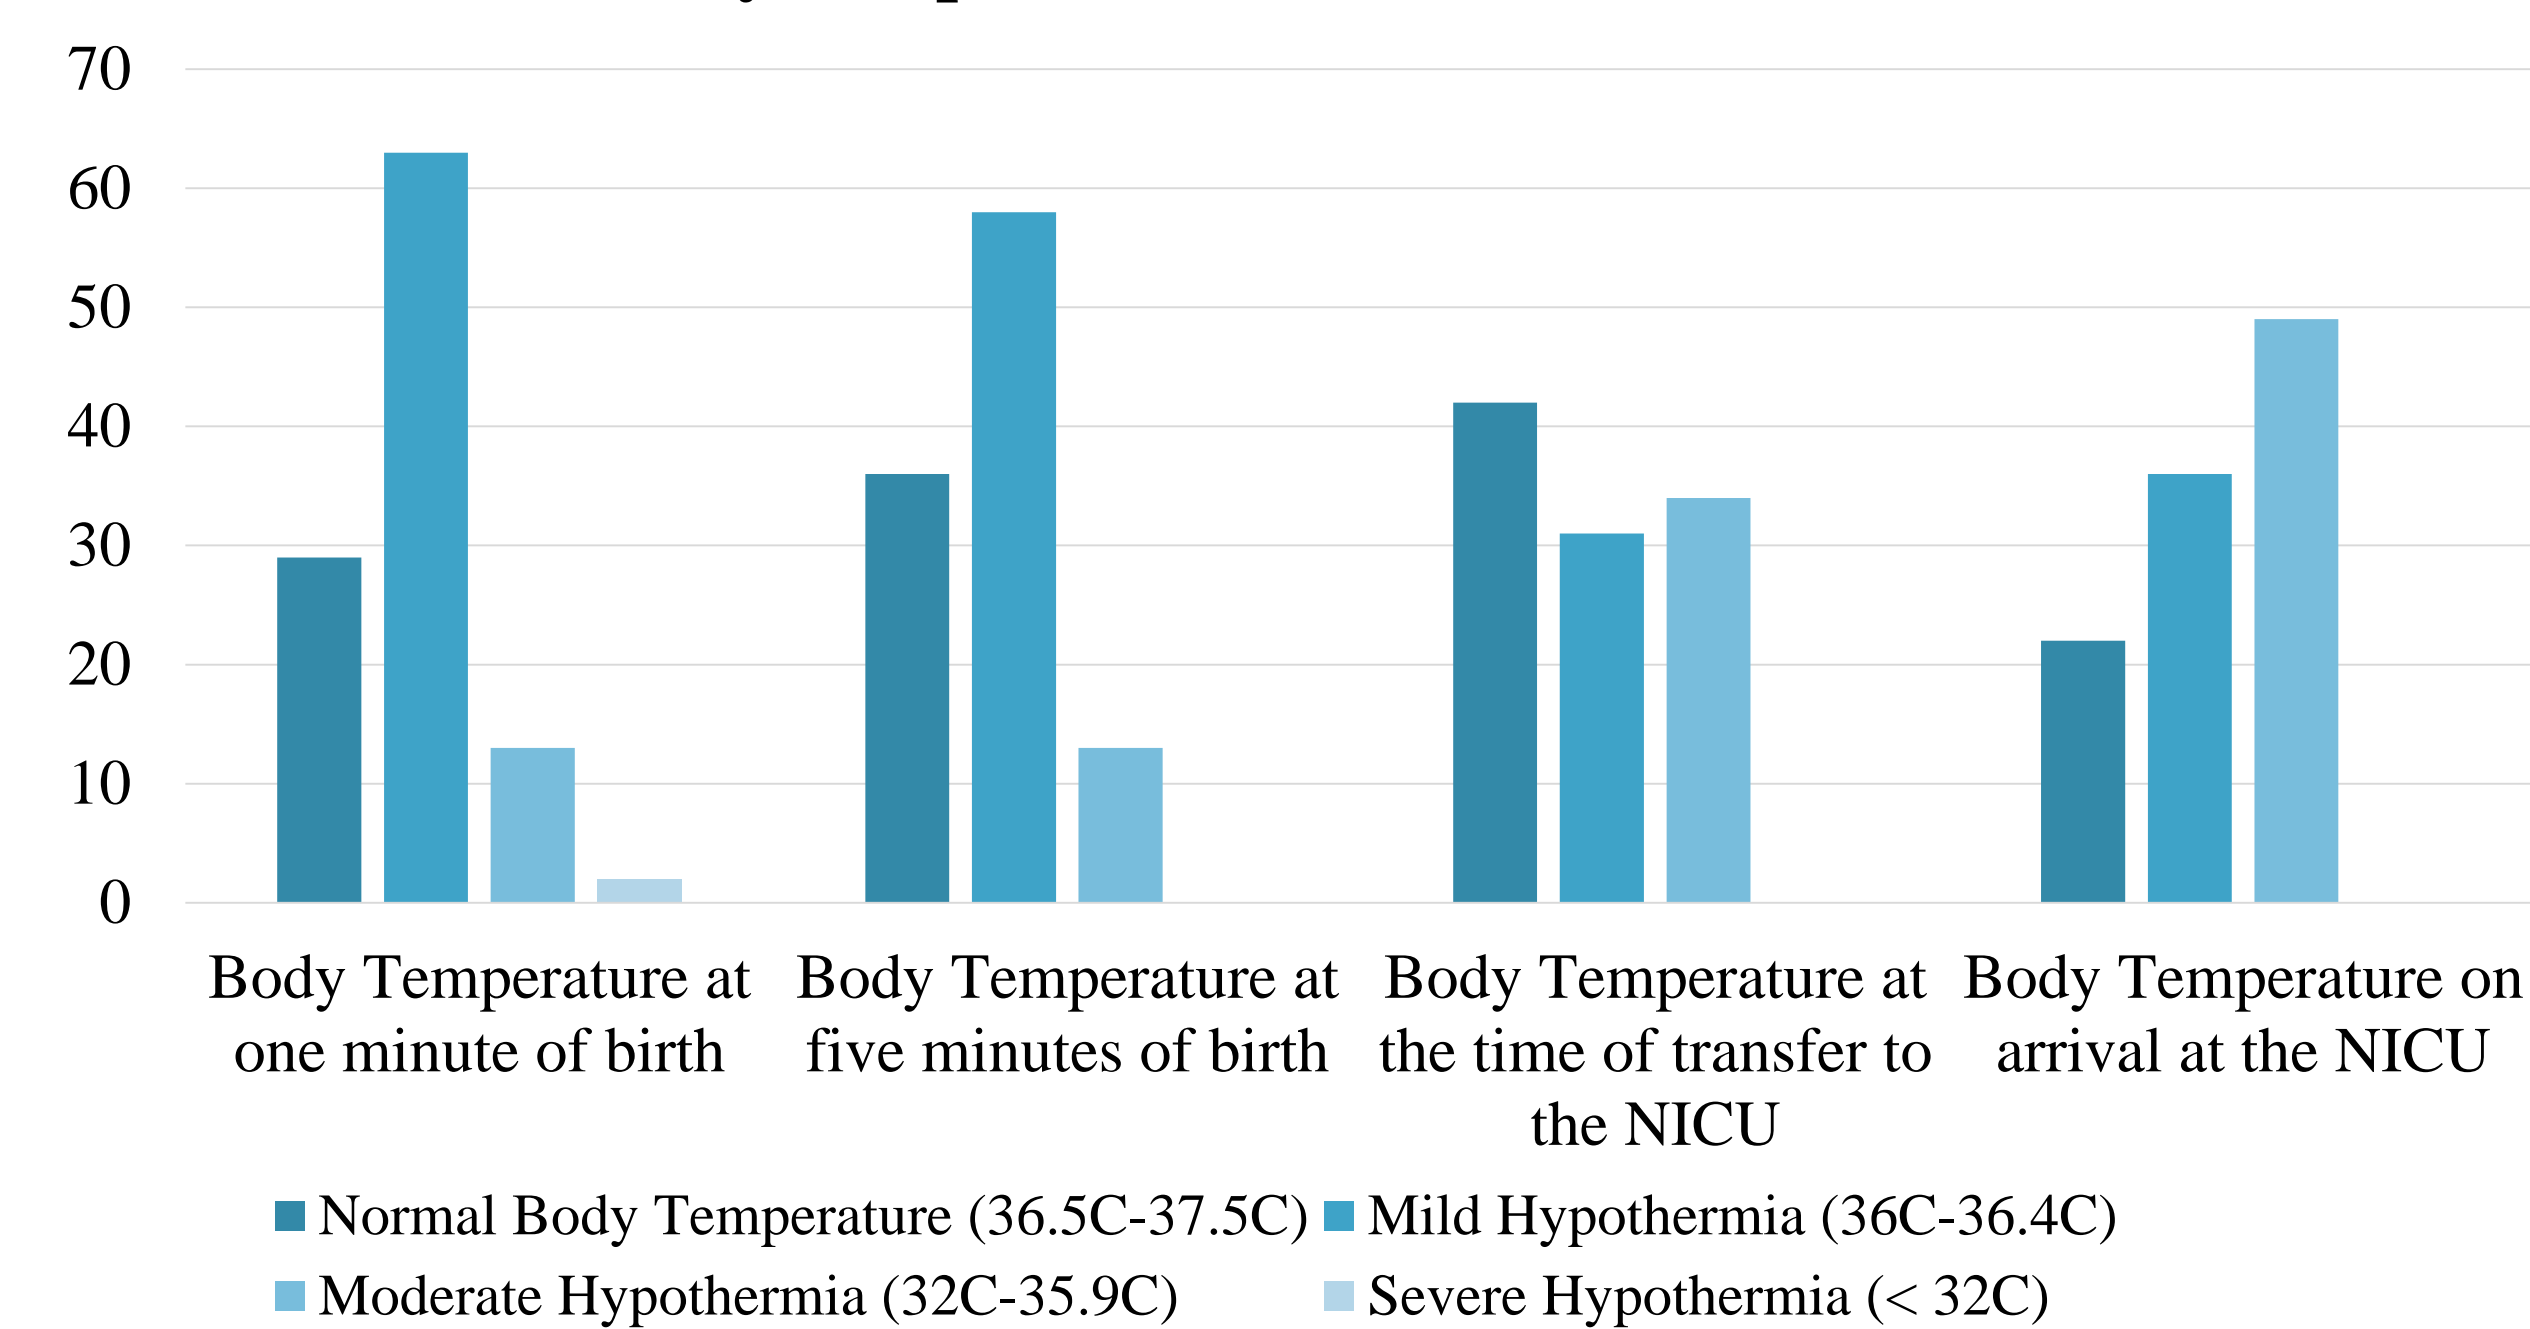 70
60
50
40
30
20
10
0
Body Temperature at
one minute of birth
Body Temperature at
five minutes of birth
Body Temperature at
the time of transfer to
the NICU
Body Temperature on
arrival at the NICU
Normal Body Temperature (36.5C-37.5C)
Mild Hypothermia (36C-36.4C)
Moderate Hypothermia (32C-35.9C)
Severe Hypothermia (< 32C)